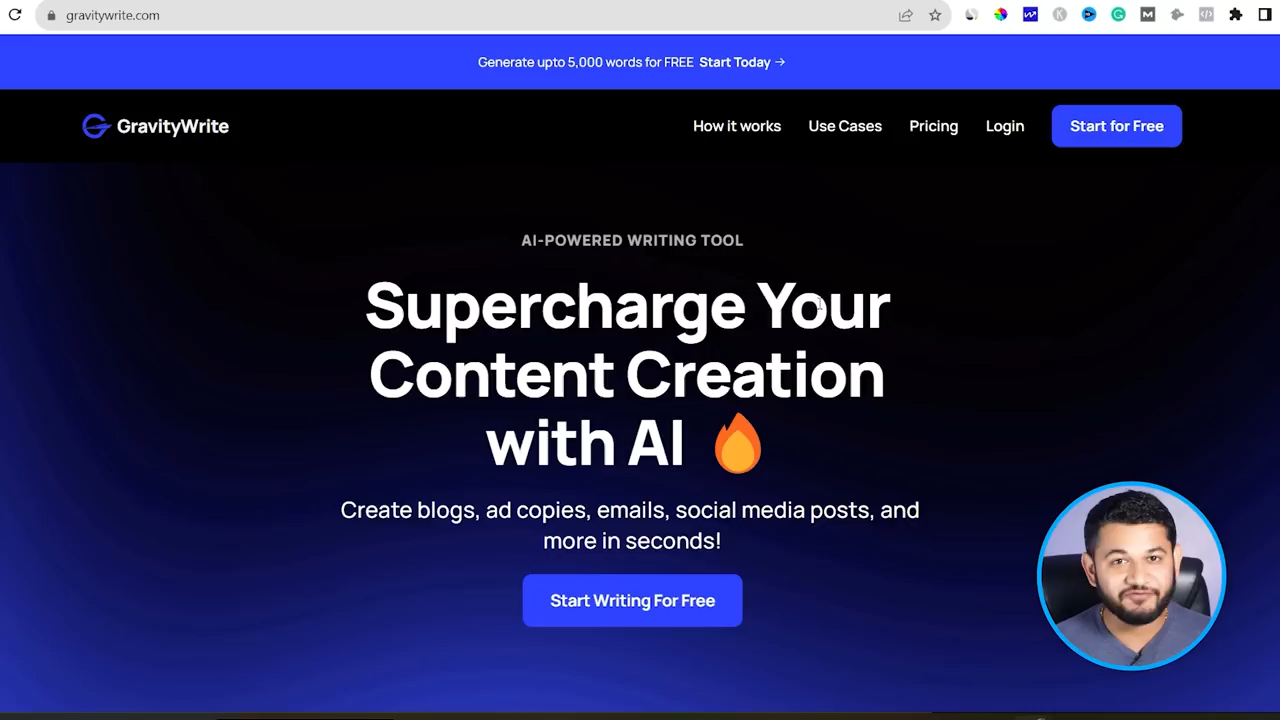 gravitywrite.com
Generate upto 5,000 words for FREE Start Today →
GravityWrite
How it works Use Cases Pricing Login Start for Free
AI-POWERED WRITING TOOL
Supercharge Your
Content Creation
with AI 🔥
Create blogs, ad copies, emails, social media posts, and
more in seconds!
Start Writing For Free